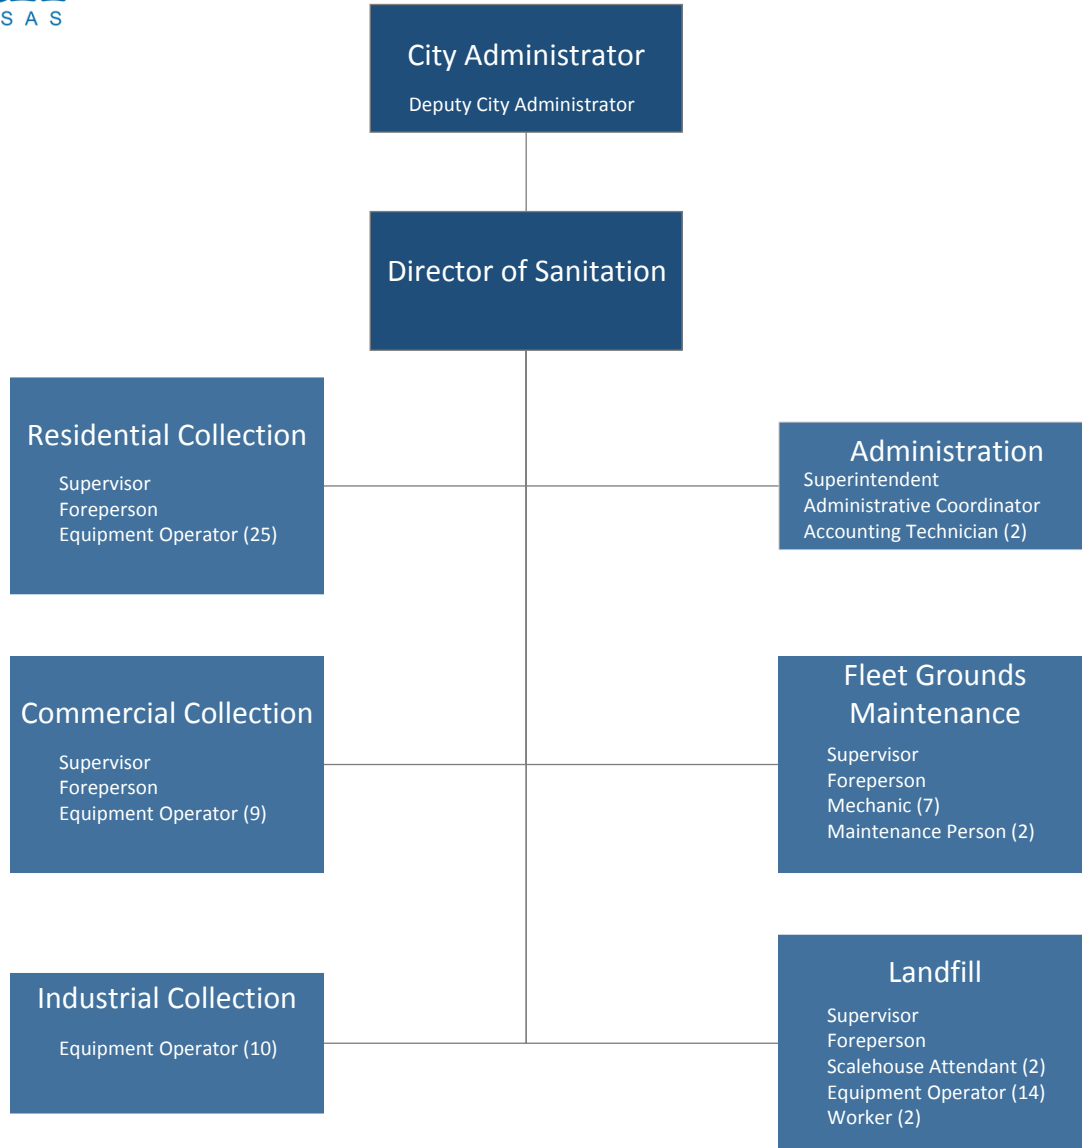 S A S
City Administrator
Deputy City Administrator
Director of Sanitation
Residential Collection
Supervisor
Foreperson
Equipment Operator (25)
Administration
Superintendent
Administrative Coordinator
Accounting Technician (2)
Commercial Collection
Supervisor
Foreperson
Equipment Operator (9)
Fleet Grounds
Maintenance
Supervisor
Foreperson
Mechanic (7)
Maintenance Person (2)
Industrial Collection
Equipment Operator (10)
Landfill
Supervisor
Foreperson
Scalehouse Attendant (2)
Equipment Operator (14)
Worker (2)